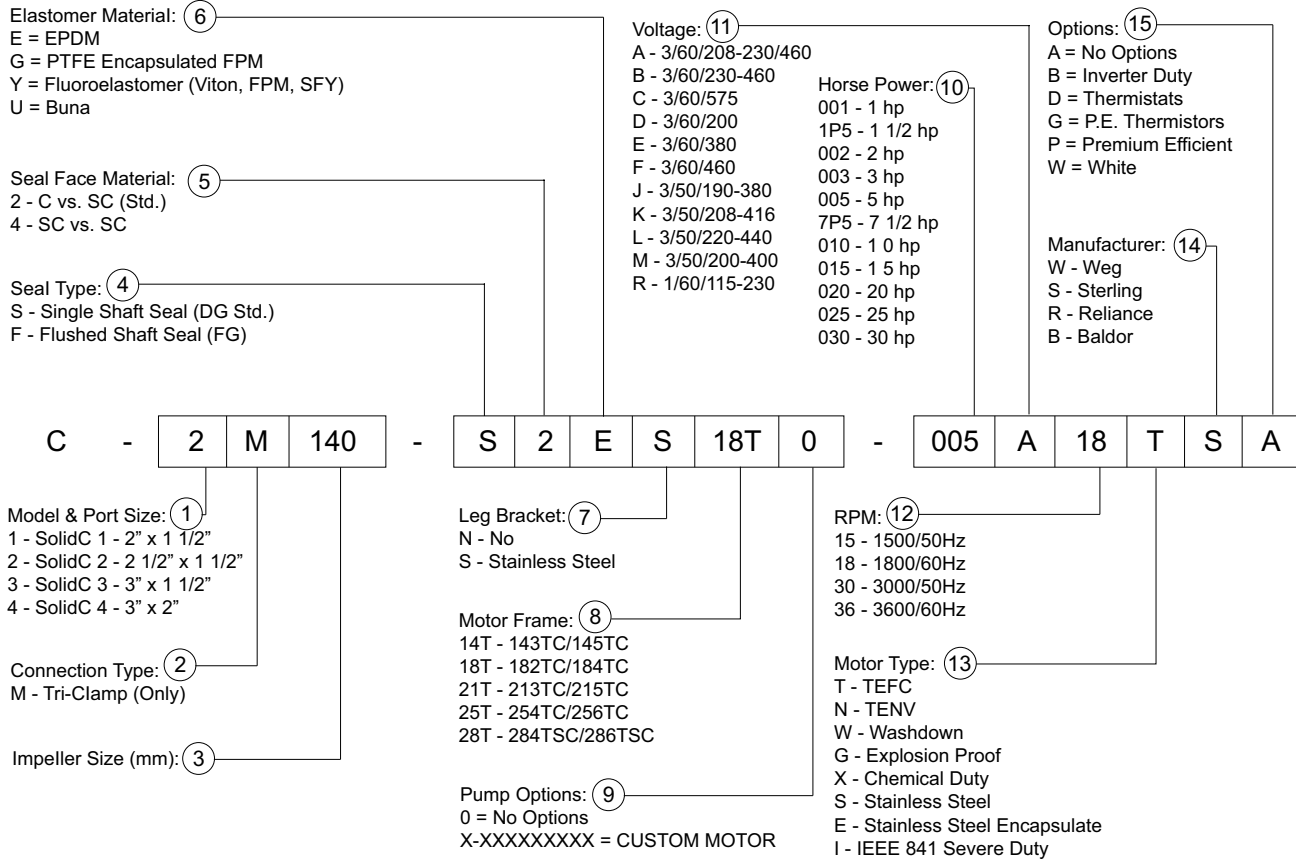 Elastomer Material: 6
E = EPDM
G = PTFE Encapsulated FPM
Y = Fluoroelastomer (Viton, FPM, SFY)
U = Buna
Seal Face Material: 5
2 - C vs. SC (Std.)
4 - SC vs. SC
Seal Type: 4
S - Single Shaft Seal (DG Std.)
F - Flushed Shaft Seal (FG)
Voltage: 11
A - 3/60/208-230/460
B - 3/60/230-460
C - 3/60/575
D - 3/60/200
E - 3/60/380
F - 3/60/460
J - 3/50/190-380
K - 3/50/208-416
L - 3/50/220-440
M - 3/50/200-400
R - 1/60/115-230
Horse Power: 10
001 - 1 hp
1P5 - 1 1/2 hp
002 - 2 hp
003 - 3 hp
005 - 5 hp
7P5 - 7 1/2 hp
010 - 1 0 hp
015 - 1 5 hp
020 - 20 hp
025 - 25 hp
030 - 30 hp
Options: 15
A = No Options
B = Inverter Duty
D = Thermistats
G = P.E. Thermistors
P = Premium Efficient
W = White
Manufacturer: 14
W - Weg
S - Sterling
R - Reliance
B - Baldor
C - 2 M 140 - S 2 E S 18T 0 - 005 A 18 T S A
Model & Port Size: 1
1 - SolidC 1 - 2” x 1 1/2”
2 - SolidC 2 - 2 1/2” x 1 1/2”
3 - SolidC 3 - 3” x 1 1/2”
4 - SolidC 4 - 3” x 2”
Connection Type: 2
M - Tri-Clamp (Only)
Impeller Size (mm): 3
Leg Bracket: 7
N - No
S - Stainless Steel
Motor Frame: 8
14T - 143TC/145TC
18T - 182TC/184TC
21T - 213TC/215TC
25T - 254TC/256TC
28T - 284TSC/286TSC
Pump Options: 9
0 = No Options
X-XXXXXXXXX = CUSTOM MOTOR
RPM: 12
15 - 1500/50Hz
18 - 1800/60Hz
30 - 3000/50Hz
36 - 3600/60Hz
Motor Type: 13
T - TEFC
N - TENV
W - Washdown
G - Explosion Proof
X - Chemical Duty
S - Stainless Steel
E - Stainless Steel Encapsulate
I - IEEE 841 Severe Duty